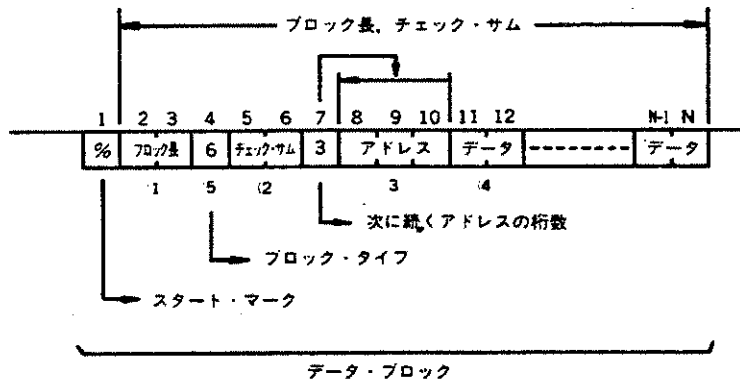 ブロック長，チェック・サム
1 2 3 4 5 6 7 8 9 10 11 12 N-1 N
% フロック長 6 チェック・サム 3 アドレス データ -------- データ
1 5 2 3 4
次に続くアドレスの桁数
ブロック・タイフ
スタート・マーク
データ・ブロック